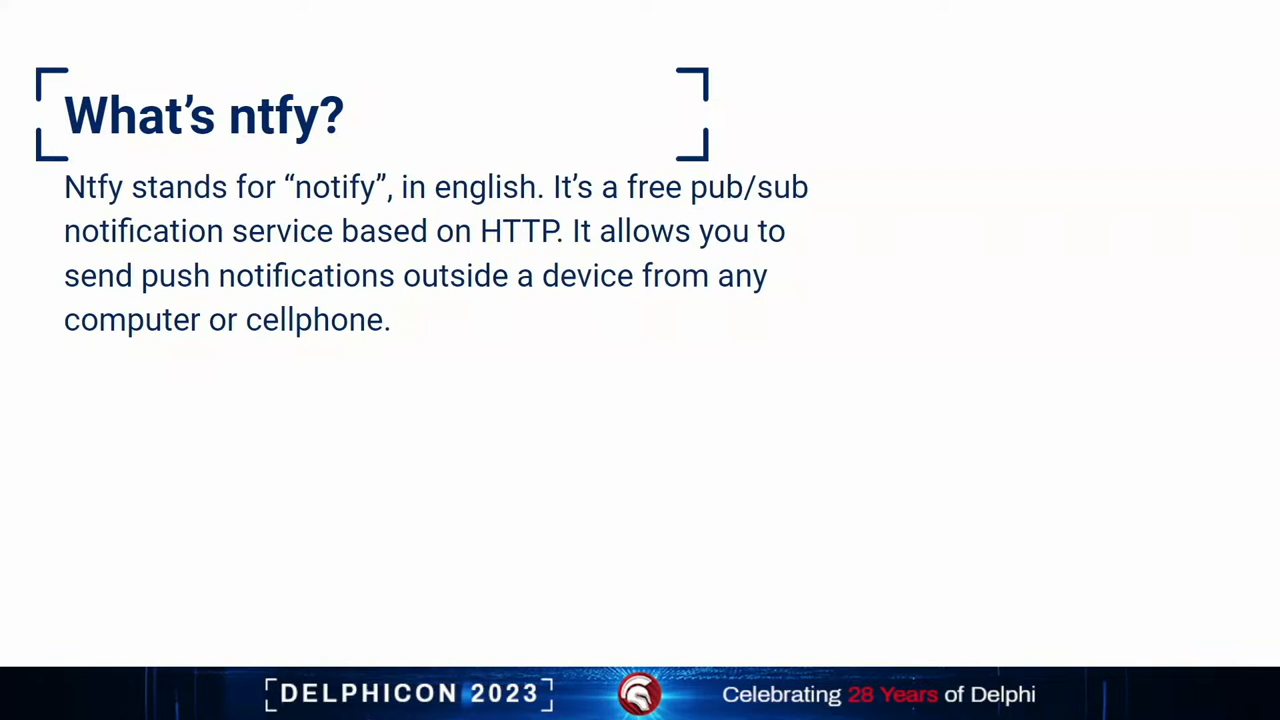 What’s ntfy?
Ntfy stands for “notify”, in english. It’s a free pub/sub
notification service based on HTTP. It allows you to
send push notifications outside a device from any
computer or cellphone.
DELPHICON 2023
Celebrating 28 Years of Delphi